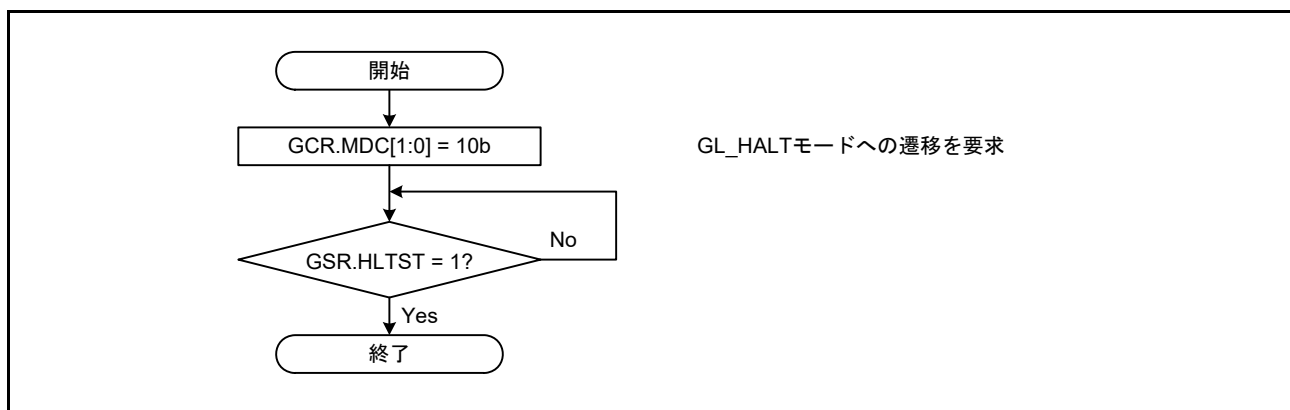 開始
GCR.MDC[1:0] = 10b
GL_HALTモードへの遷移を要求
No
GSR.HLTST = 1?
Yes
終了